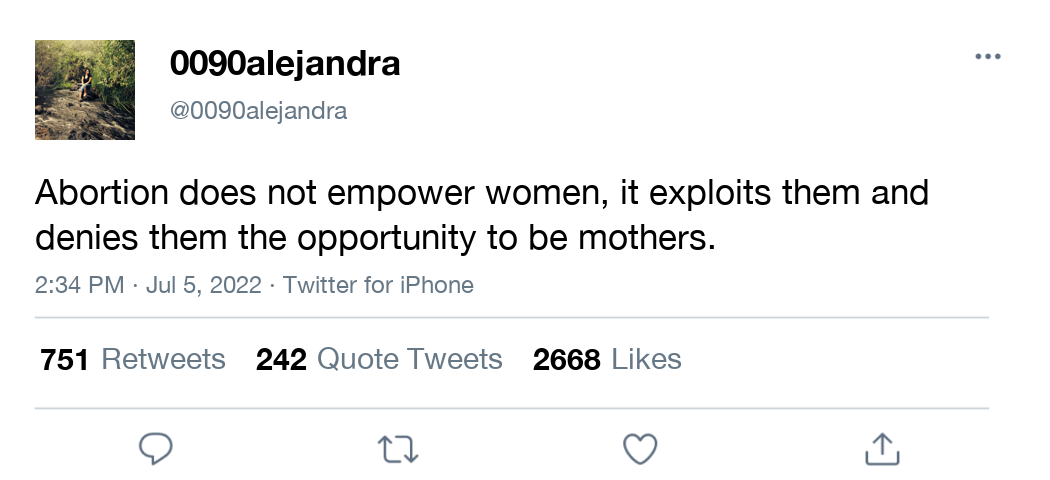 0090alejandra
@0090alejandra
Abortion does not empower women, it exploits them and
denies them the opportunity to be mothers.
2:34 PM · Jul 5, 2022 · Twitter for iPhone
751 Retweets 242 Quote Tweets 2668 Likes